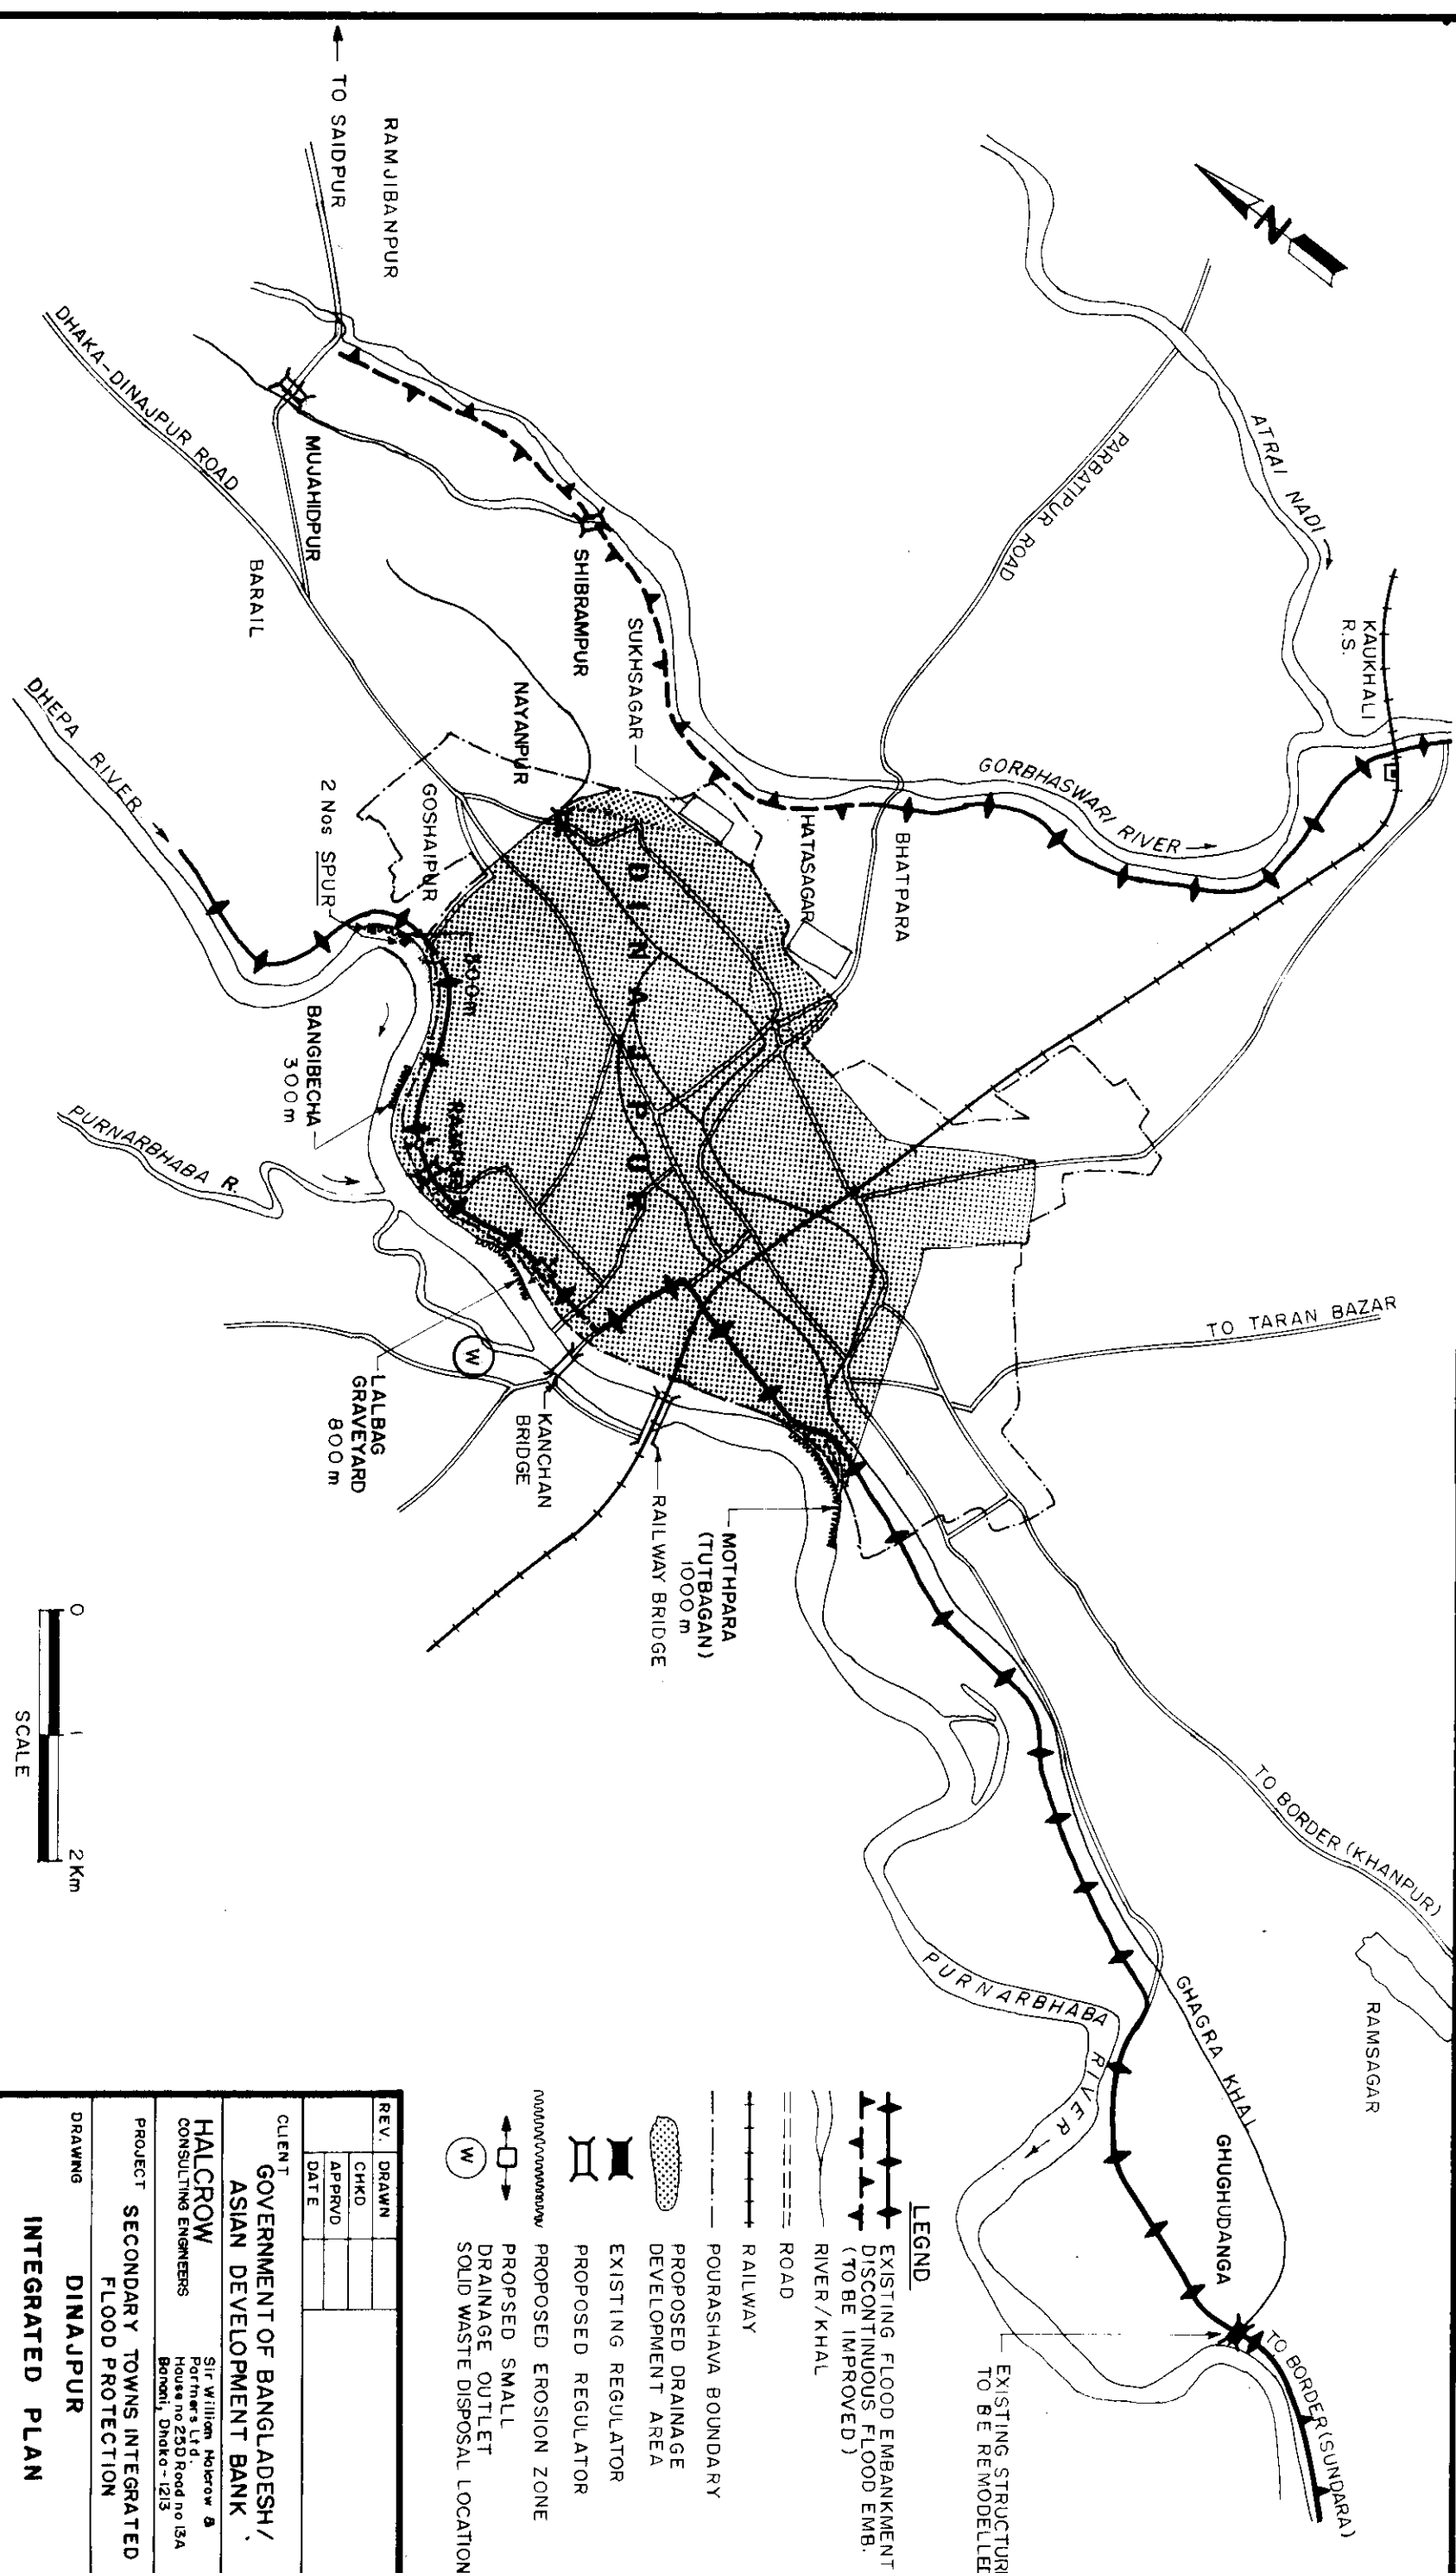 TO SAIDPUR
RAMJIBANPUR
DHAKA-DINAJPUR ROAD
MUJAHIDPUR
BARAIL
SHIBRAMPUR
SUKHSAGAR
NAYANPUR
GOSHAIPUR
DHEPA RIVER
2 Nos SPUR
300m
BANGIBECHA
300m
PURNARBHABA R
RAJAPUR
DINAJPUR
HATASAGAR
BHATPARA
N
PARBATIPUR ROAD
ATRAI NADI
KAUKHALI
R.S.
GORBHASWARI RIVER
TO TARAN BAZAR
W
LALBAG
GRAVEYARD
800m
KANCHAN
BRIDGE
RAILWAY BRIDGE
MOTHPARA
(TUTBAGAN)
1000m
TO BORDER (KHANPUR)
RAMSAGAR
PURNARBHABA RIVER
GHAGRA KHAL
GHUGHUDANGA
TO BORDER (SUNDARA)
EXISTING STRUCTURE
TO BE REMODELLED
0 1 2 Km
SCALE
LEGND
EXISTING FLOOD EMBANKMENT
DISCONTINUOUS FLOOD EMB.
(TO BE IMPROVED)
RIVER/KHAL
ROAD
RAILWAY
POURASHAVA BOUNDARY
PROPOSED DRAINAGE
DEVELOPMENT AREA
EXISTING REGULATOR
PROPOSED REGULATOR
PROPOSED EROSION ZONE
PROPSED SMALL
DRAINAGE OUTLET
W SOLID WASTE DISPOSAL LOCATION
REV. DRAWN
CHKD
APPRVD
DATE
CLIENT
GOVERNMENT OF BANGLADESH/
ASIAN DEVELOPMENT BANK
HALCROW
CONSULTING ENGINEERS
Sir William Halcrow &
Partners Ltd.
House no 25D Road no 13A
Banani, Dhaka-1213
PROJECT SECONDARY TOWNS INTEGRATED
FLOOD PROTECTION
DRAWING
DINAJPUR
INTEGRATED PLAN